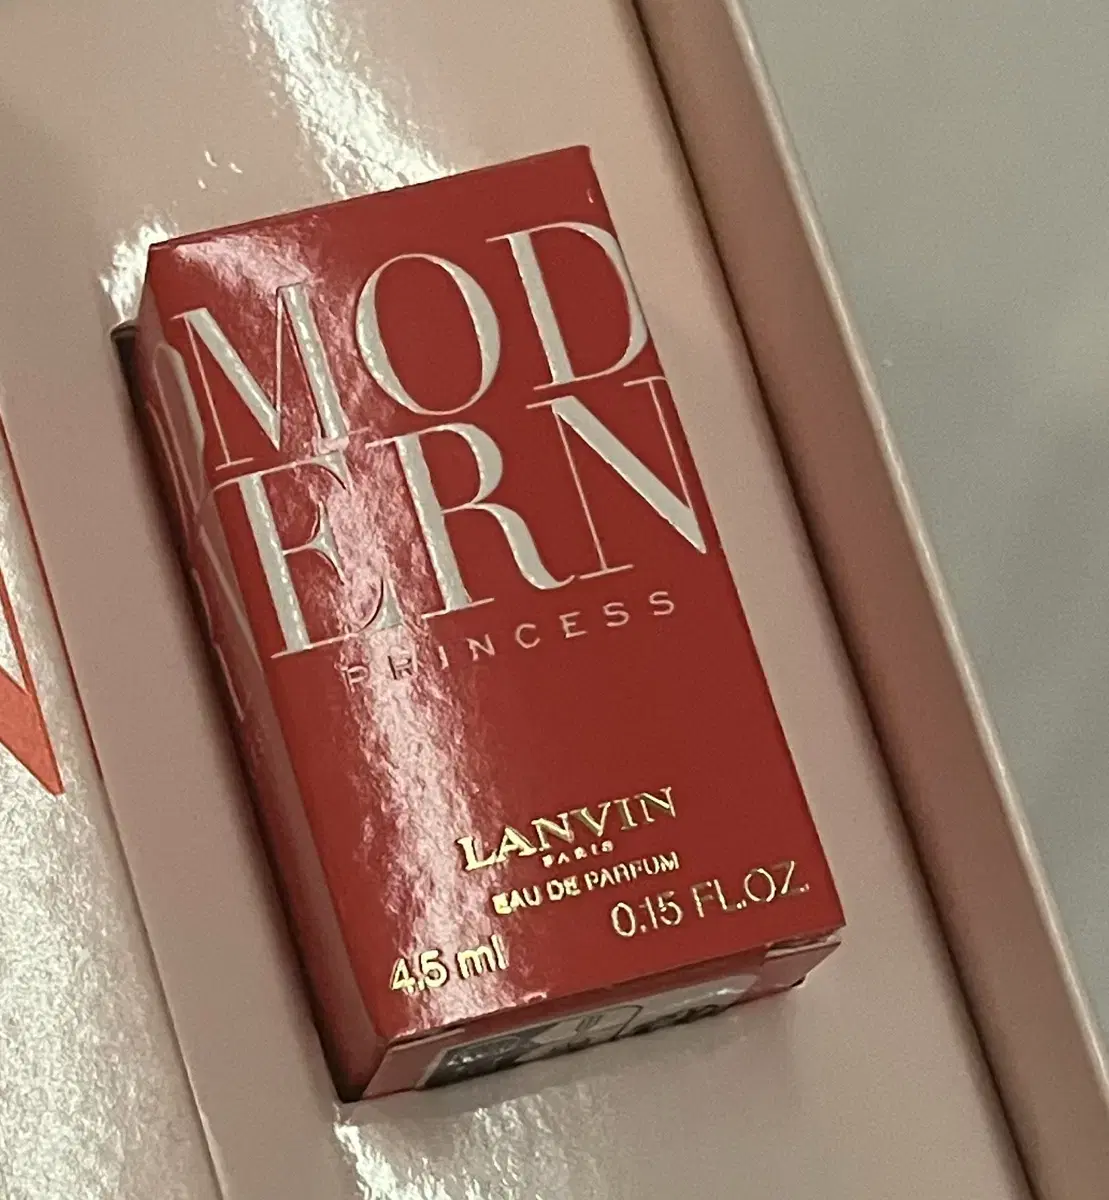 MOD
ERN
PRINCESS
LANVIN
PARIS
EAU DE PARFUM
4.5 ml 0.15 FL.OZ.